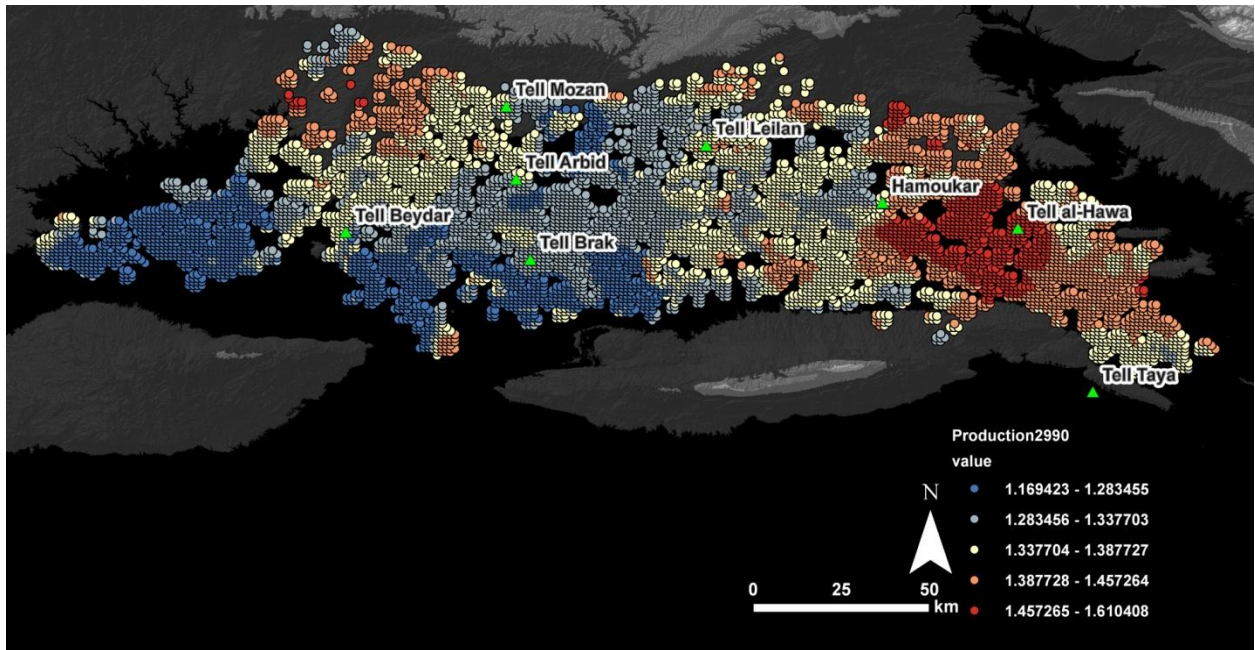 Tell Mozan
Tell Leilan
Tell Arbid
Hamoukar
Tell Beydar
Tell al-Hawa
Tell Brak
Tell Taya
Production2990
value
N
1.169423 - 1.283455
1.283456 - 1.337703
1.337704 - 1.387727
1.387728 - 1.457264
1.457265 - 1.610408
0 25 50
km